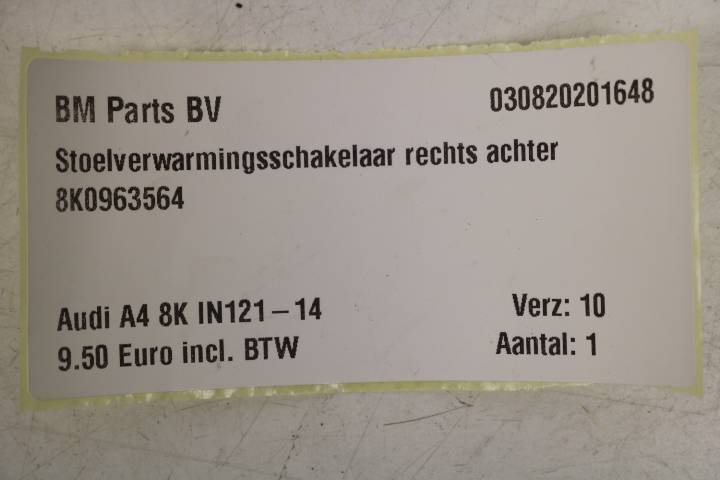 BM Parts BV 030820201648
Stoelverwarmingsschakelaar rechts achter
8K0963564
Audi A4 8K IN121-14 Verz: 10
9.50 Euro incl. BTW Aantal: 1